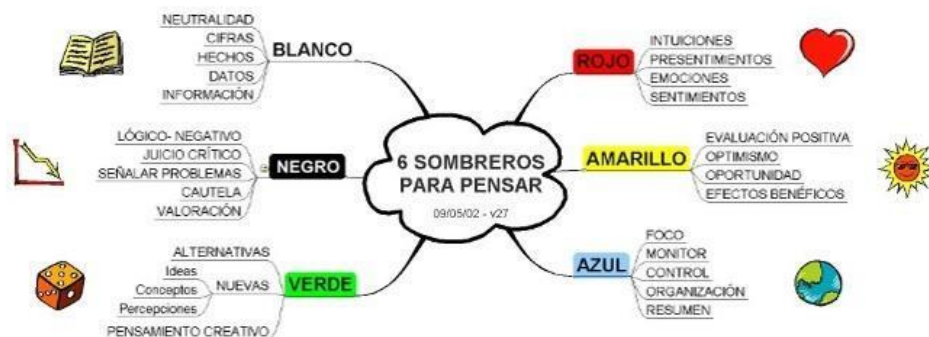 6 SOMBREROS
PARA PENSAR
09/05/02 - v27
BLANCO
NEUTRALIDAD
CIFRAS
HECHOS
DATOS
INFORMACIÓN
NEGRO
LÓGICO- NEGATIVO
JUICIO CRÍTICO
SEÑALAR PROBLEMAS
CAUTELA
VALORACIÓN
VERDE
ALTERNATIVAS
NUEVAS
Ideas
Conceptos
Percepciones
PENSAMIENTO CREATIVO
ROJO
INTUICIONES
PRESENTIMIENTOS
EMOCIONES
SENTIMIENTOS
AMARILLO
EVALUACIÓN POSITIVA
OPTIMISMO
OPORTUNIDAD
EFECTOS BENÉFICOS
AZUL
FOCO
MONITOR
CONTROL
ORGANIZACIÓN
RESUMEN